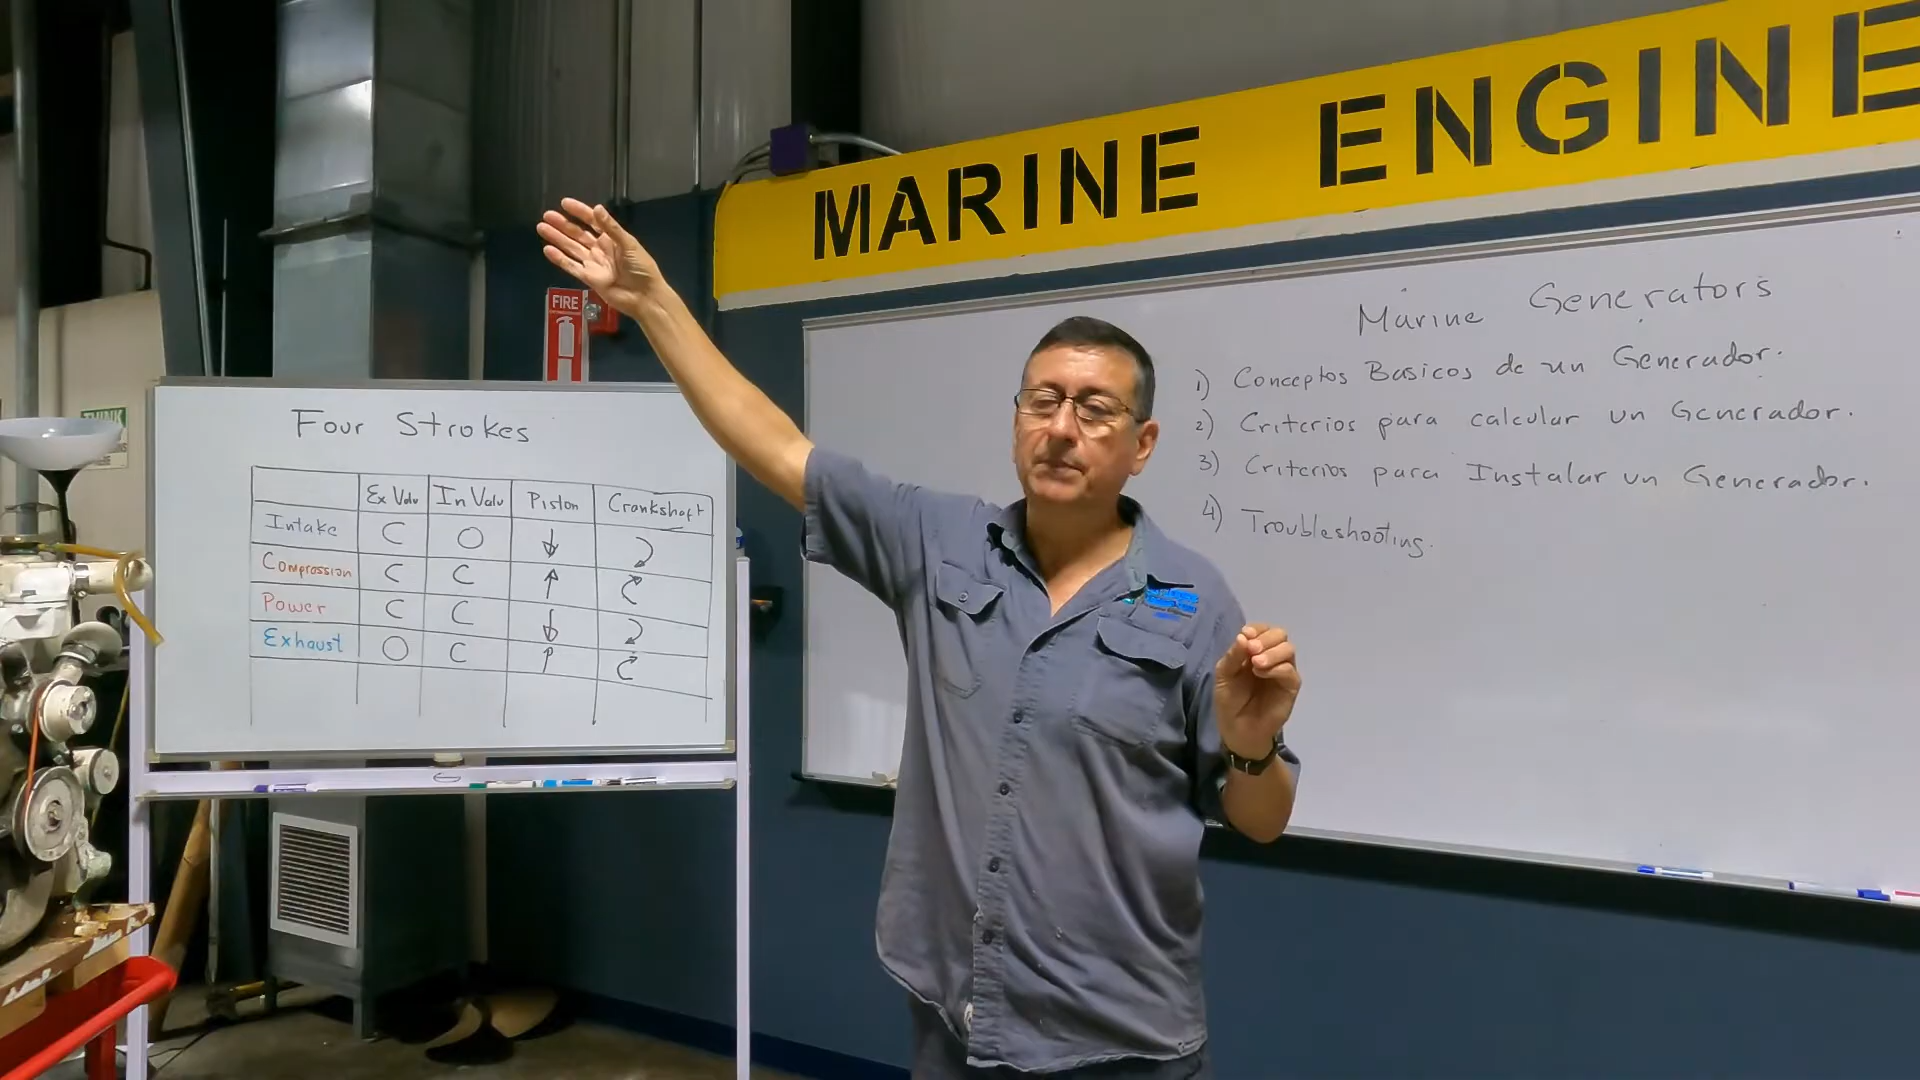 MARINE ENGINE
FIRE
THINK
Four Strokes
Ex Valv In Valv Piston Crankshaft
Intake C O ↓
Compression C C ↑
Power C C ↓
Exhaust O C ↑
Marine Generators
1) Conceptos Basicos de un Generador.
2) Criterios para calcular un Generador.
3) Criterios para Instalar un Generador.
4) Troubleshooting.